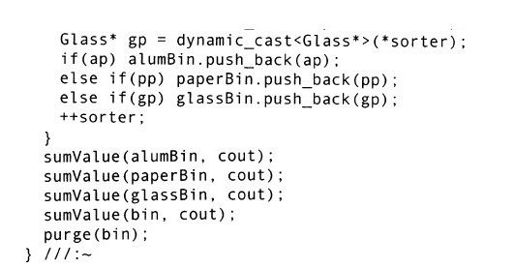 Glass* gp = dynamic_cast<Glass*>(*sorter);
if(ap) alumBin.push_back(ap);
else if(pp) paperBin.push_back(pp);
else if(gp) glassBin.push_back(gp);
++sorter;
}
sumValue(alumBin, cout);
sumValue(paperBin, cout);
sumValue(glassBin, cout);
sumValue(bin, cout);
purge(bin);
} ///:~